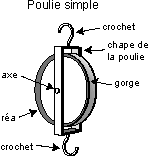 Poulie simple
crochet
chape de
la poulie
axe
gorge
réa
crochet